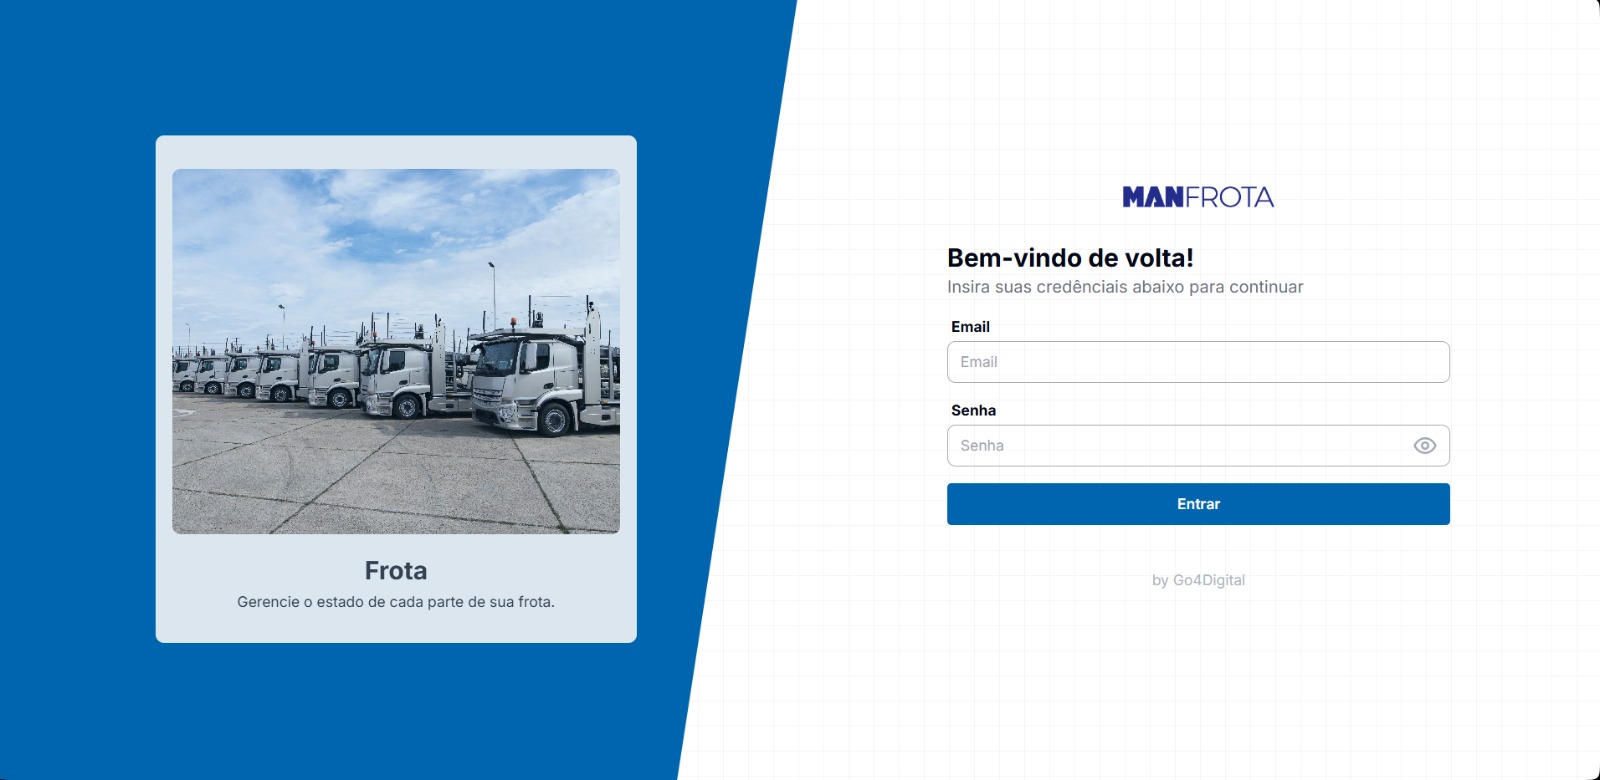 Frota
Gerencie o estado de cada parte de sua frota.
MANFROTA
Bem-vindo de volta!
Insira suas credênciais abaixo para continuar
Email
Email
Senha
Senha
Entrar
by Go4Digital